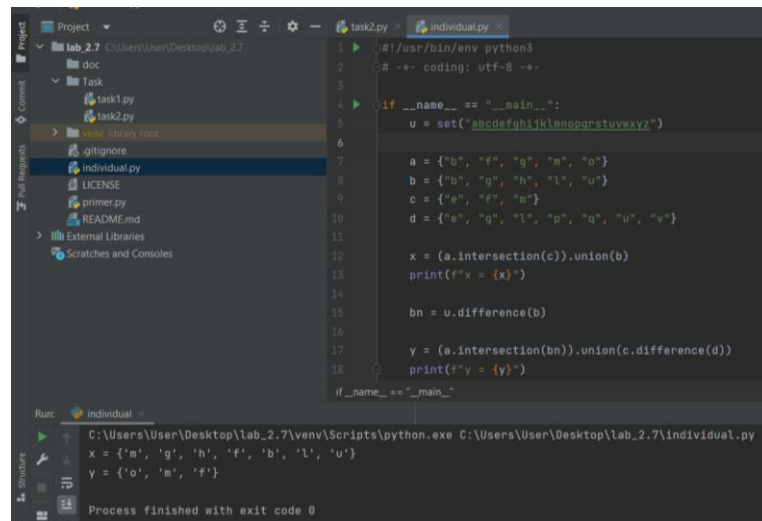 Project
task2.py
individual.py
Project
Commit
Pull Requests
Structure
lab_2.7 C:\Users\User\Desktop\lab_2.7
doc
Task
task1.py
task2.py
venv library root
.gitignore
individual.py
LICENSE
primer.py
README.md
External Libraries
Scratches and Consoles
1 #!/usr/bin/env python3
2 # -*- coding: utf-8 -*-
3
4 if __name__ == "__main__":
5 u = set("abcdefghijklmnopqrstuvwxyz")
6
7 a = {"b", "f", "g", "m", "o"}
8 b = {"b", "g", "h", "l", "u"}
9 c = {"e", "f", "m"}
10 d = {"e", "g", "l", "p", "q", "u", "v"}
11
12 x = (a.intersection(c)).union(b)
13 print(f"x = {x}")
14
15 bn = u.difference(b)
16
17 y = (a.intersection(bn)).union(c.difference(d))
18 print(f"y = {y}")
if __name__ == "__main__"
Run: individual
C:\Users\User\Desktop\lab_2.7\venv\Scripts\python.exe C:\Users\User\Desktop\lab_2.7\individual.py
x = {'m', 'g', 'h', 'f', 'b', 'l', 'u'}
y = {'o', 'm', 'f'}
Process finished with exit code 0